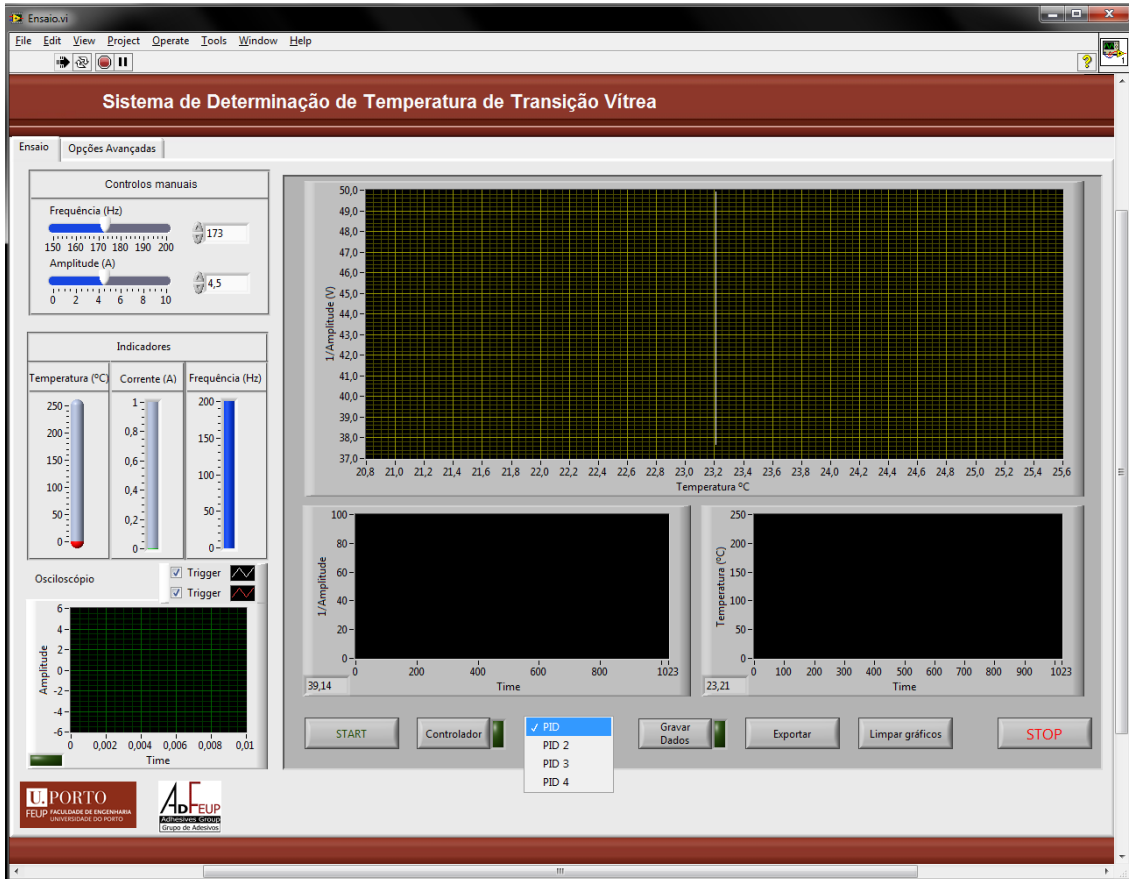 Ensaio.vi
File Edit View Project Operate Tools Window Help
1
Sistema de Determinação de Temperatura de Transição Vítrea
Ensaio Opções Avançadas
Controlos manuais
Frequência (Hz)
173
150 160 170 180 190 200
Amplitude (A)
4,5
0 2 4 6 8 10
Indicadores
Temperatura (ºC) Corrente (A) Frequência (Hz)
250
200
150
100
50
0
1
0,8
0,6
0,4
0,2
0
200
150
100
50
0
Osciloscópio
Trigger
Trigger
6
4
2
0
-2
-4
-6
Amplitude
0 0,002 0,004 0,006 0,008 0,01
Time
50,0
49,0
48,0
47,0
46,0
45,0
44,0
43,0
42,0
41,0
40,0
39,0
38,0
37,0
1/Amplitude (V)
20,8 21,0 21,2 21,4 21,6 21,8 22,0 22,2 22,4 22,6 22,8 23,0 23,2 23,4 23,6 23,8 24,0 24,2 24,4 24,6 24,8 25,0 25,2 25,4 25,6
Temperatura ºC
100
80
60
40
20
0
1/Amplitude
0 200 400 600 800 1023
39,14
Time
250
200
150
100
50
0
Temperatura (ºC)
0 100 200 300 400 500 600 700 800 900 1023
23,21
Time
START
Controlador
✓ PID
PID 2
PID 3
PID 4
Gravar
Dados
Exportar
Limpar gráficos
STOP
U. PORTO
FEUP FACULDADE DE ENGENHARIA
UNIVERSIDADE DO PORTO
ADFEUP
Adhesives Group
Grupo de Adesivos